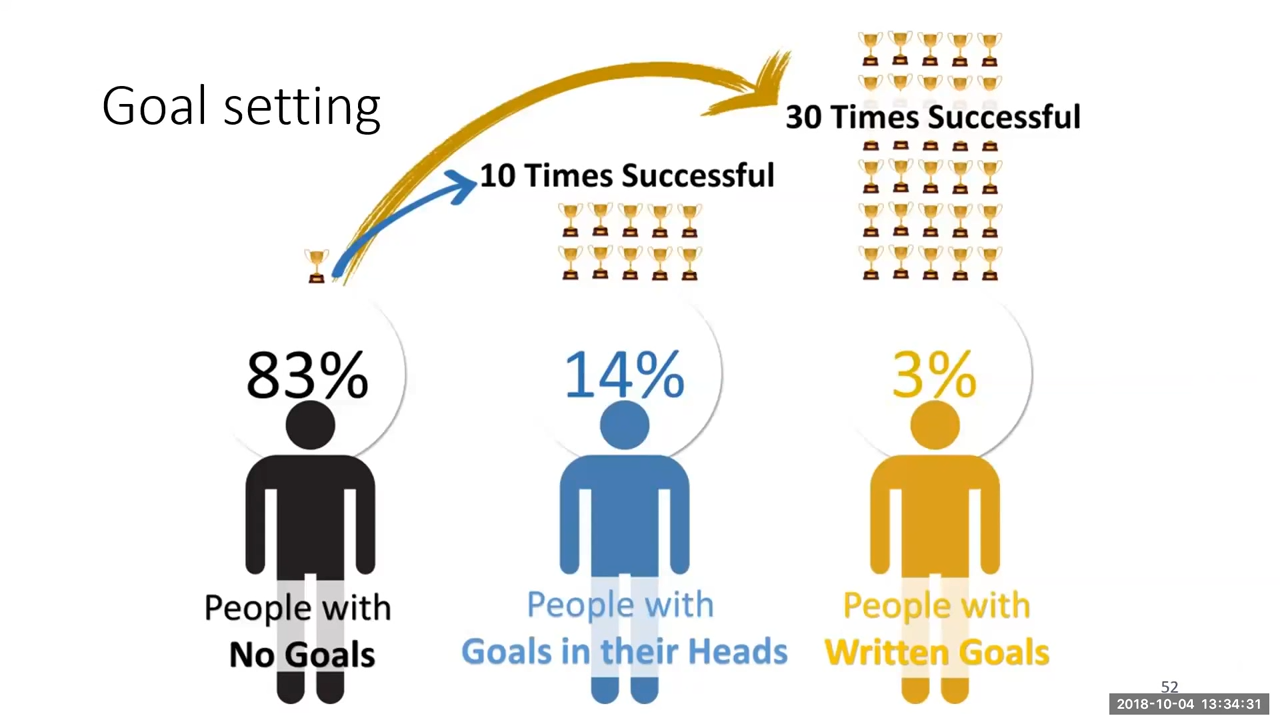 Goal setting
30 Times Successful
10 Times Successful
83%
14%
3%
People with
No Goals
People with
Goals in their Heads
People with
Written Goals
52
2018-10-04 13:34:31